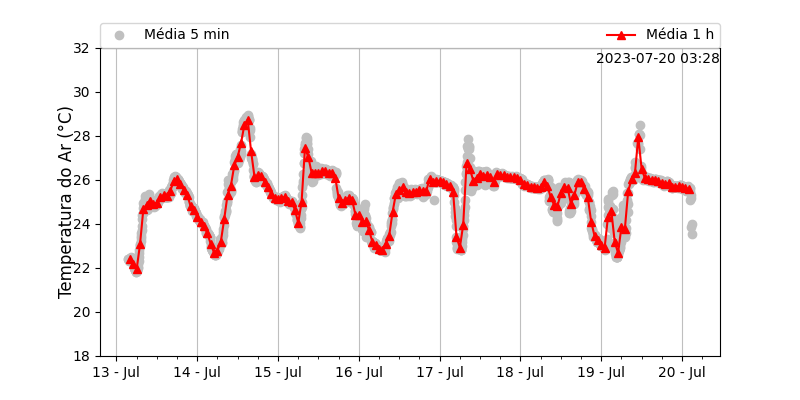 Média 5 min
Média 1 h
2023-07-20 03:28
Temperatura do Ar (°C)
32
30
28
26
24
22
20
18
13 - Jul
14 - Jul
15 - Jul
16 - Jul
17 - Jul
18 - Jul
19 - Jul
20 - Jul